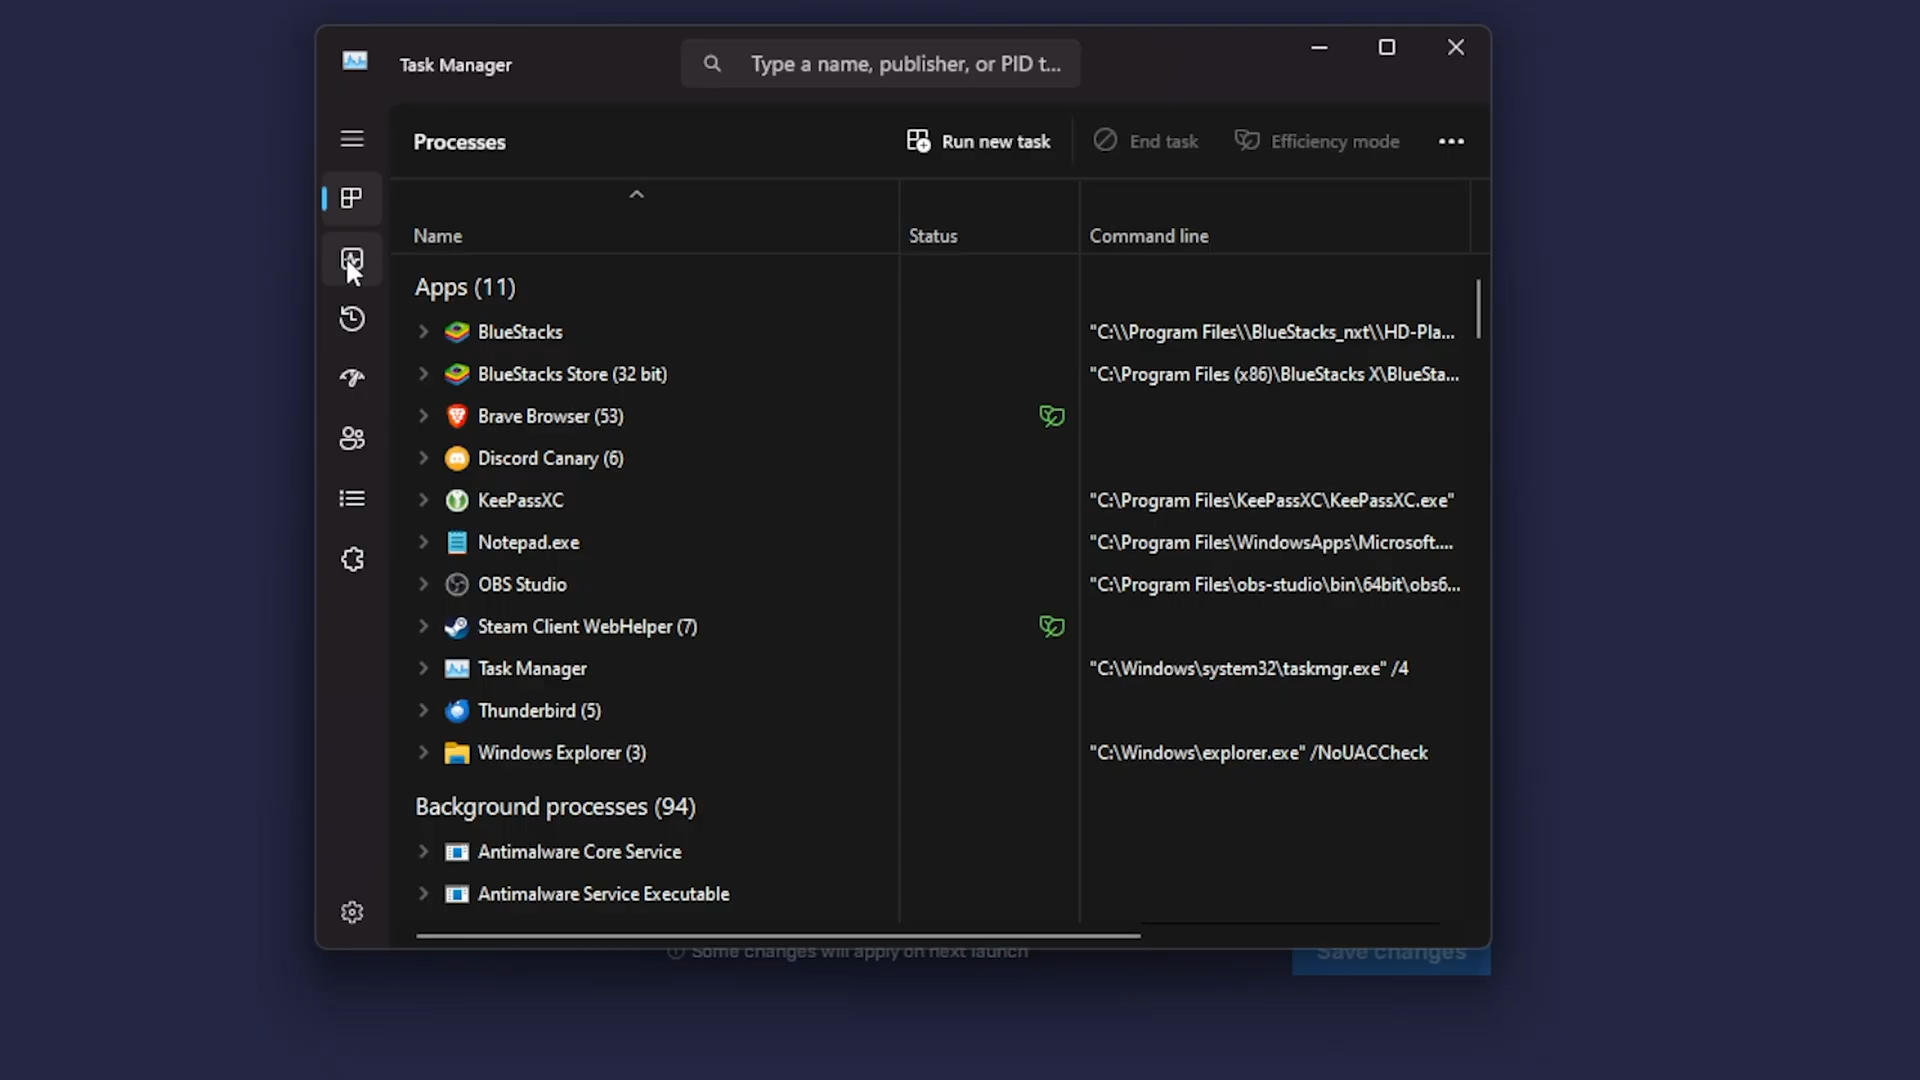 Task Manager
Type a name, publisher, or PID t...
Processes
Run new task
End task
Efficiency mode
Name
Status
Command line
Apps (11)
BlueStacks
"C:\\Program Files\\BlueStacks_nxt\\HD-Pla...
BlueStacks Store (32 bit)
"C:\Program Files (x86)\BlueStacks X\BlueSta...
Brave Browser (53)
Discord Canary (6)
KeePassXC
"C:\Program Files\KeePassXC\KeePassXC.exe"
Notepad.exe
"C:\Program Files\WindowsApps\Microsoft....
OBS Studio
"C:\Program Files\obs-studio\bin\64bit\obs6...
Steam Client WebHelper (7)
Task Manager
"C:\Windows\system32\taskmgr.exe" /4
Thunderbird (5)
Windows Explorer (3)
"C:\Windows\explorer.exe" /NoUACCheck
Background processes (94)
Antimalware Core Service
Antimalware Service Executable
Some changes will apply on next launch
Save changes